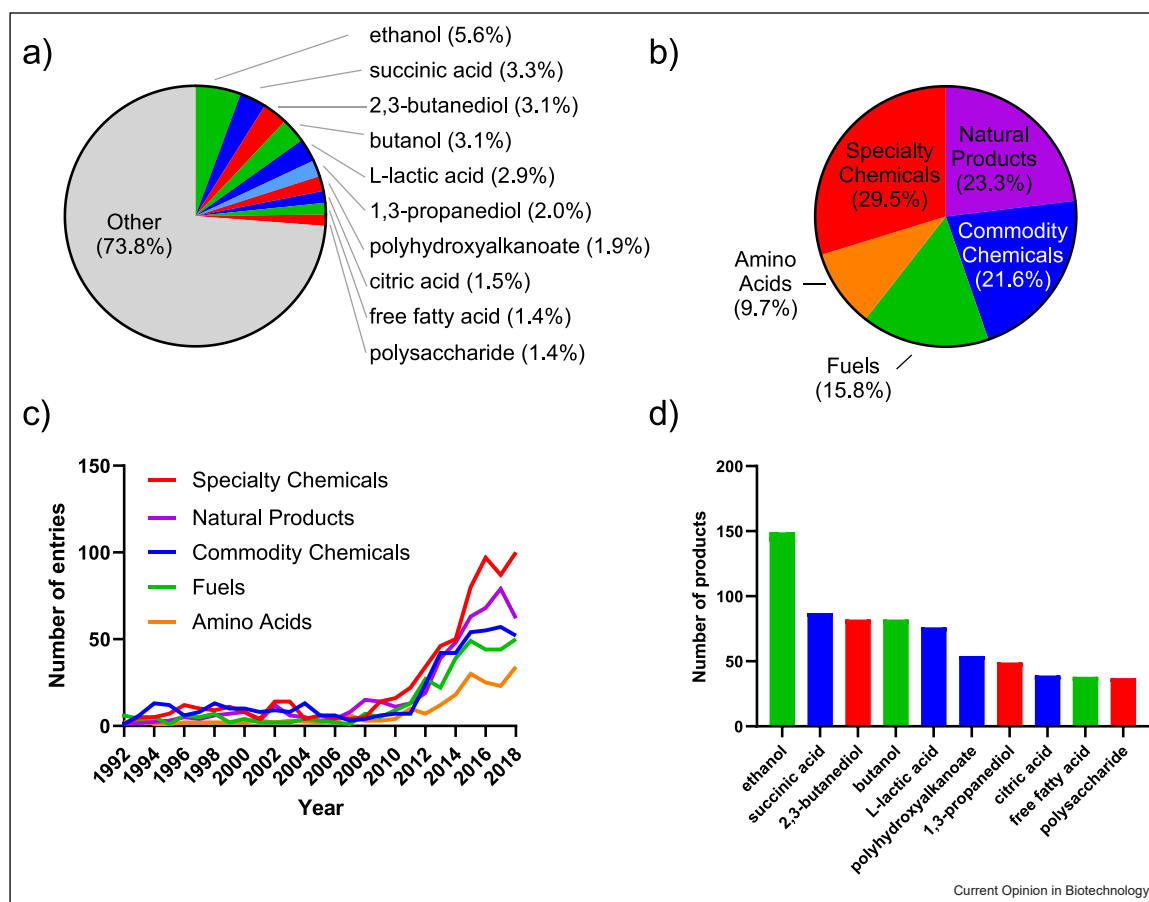 a)
ethanol (5.6%)
succinic acid (3.3%)
2,3-butanediol (3.1%)
butanol (3.1%)
L-lactic acid (2.9%)
1,3-propanediol (2.0%)
polyhydroxyalkanoate (1.9%)
citric acid (1.5%)
free fatty acid (1.4%)
polysaccharide (1.4%)
Other
(73.8%)
b)
Natural
Products
(23.3%)
Specialty
Chemicals
(29.5%)
Commodity
Chemicals
(21.6%)
Amino
Acids
(9.7%)
Fuels
(15.8%)
c)
Number of entries
150
100
50
0
Specialty Chemicals
Natural Products
Commodity Chemicals
Fuels
Amino Acids
1992
1994
1996
1998
2000
2002
2004
2006
2008
2010
2012
2014
2016
2018
Year
d)
Number of products
200
150
100
50
0
ethanol
succinic acid
2,3-butanediol
butanol
L-lactic acid
polyhydroxyalkanoate
1,3-propanediol
citric acid
free fatty acid
polysaccharide
Current Opinion in Biotechnology